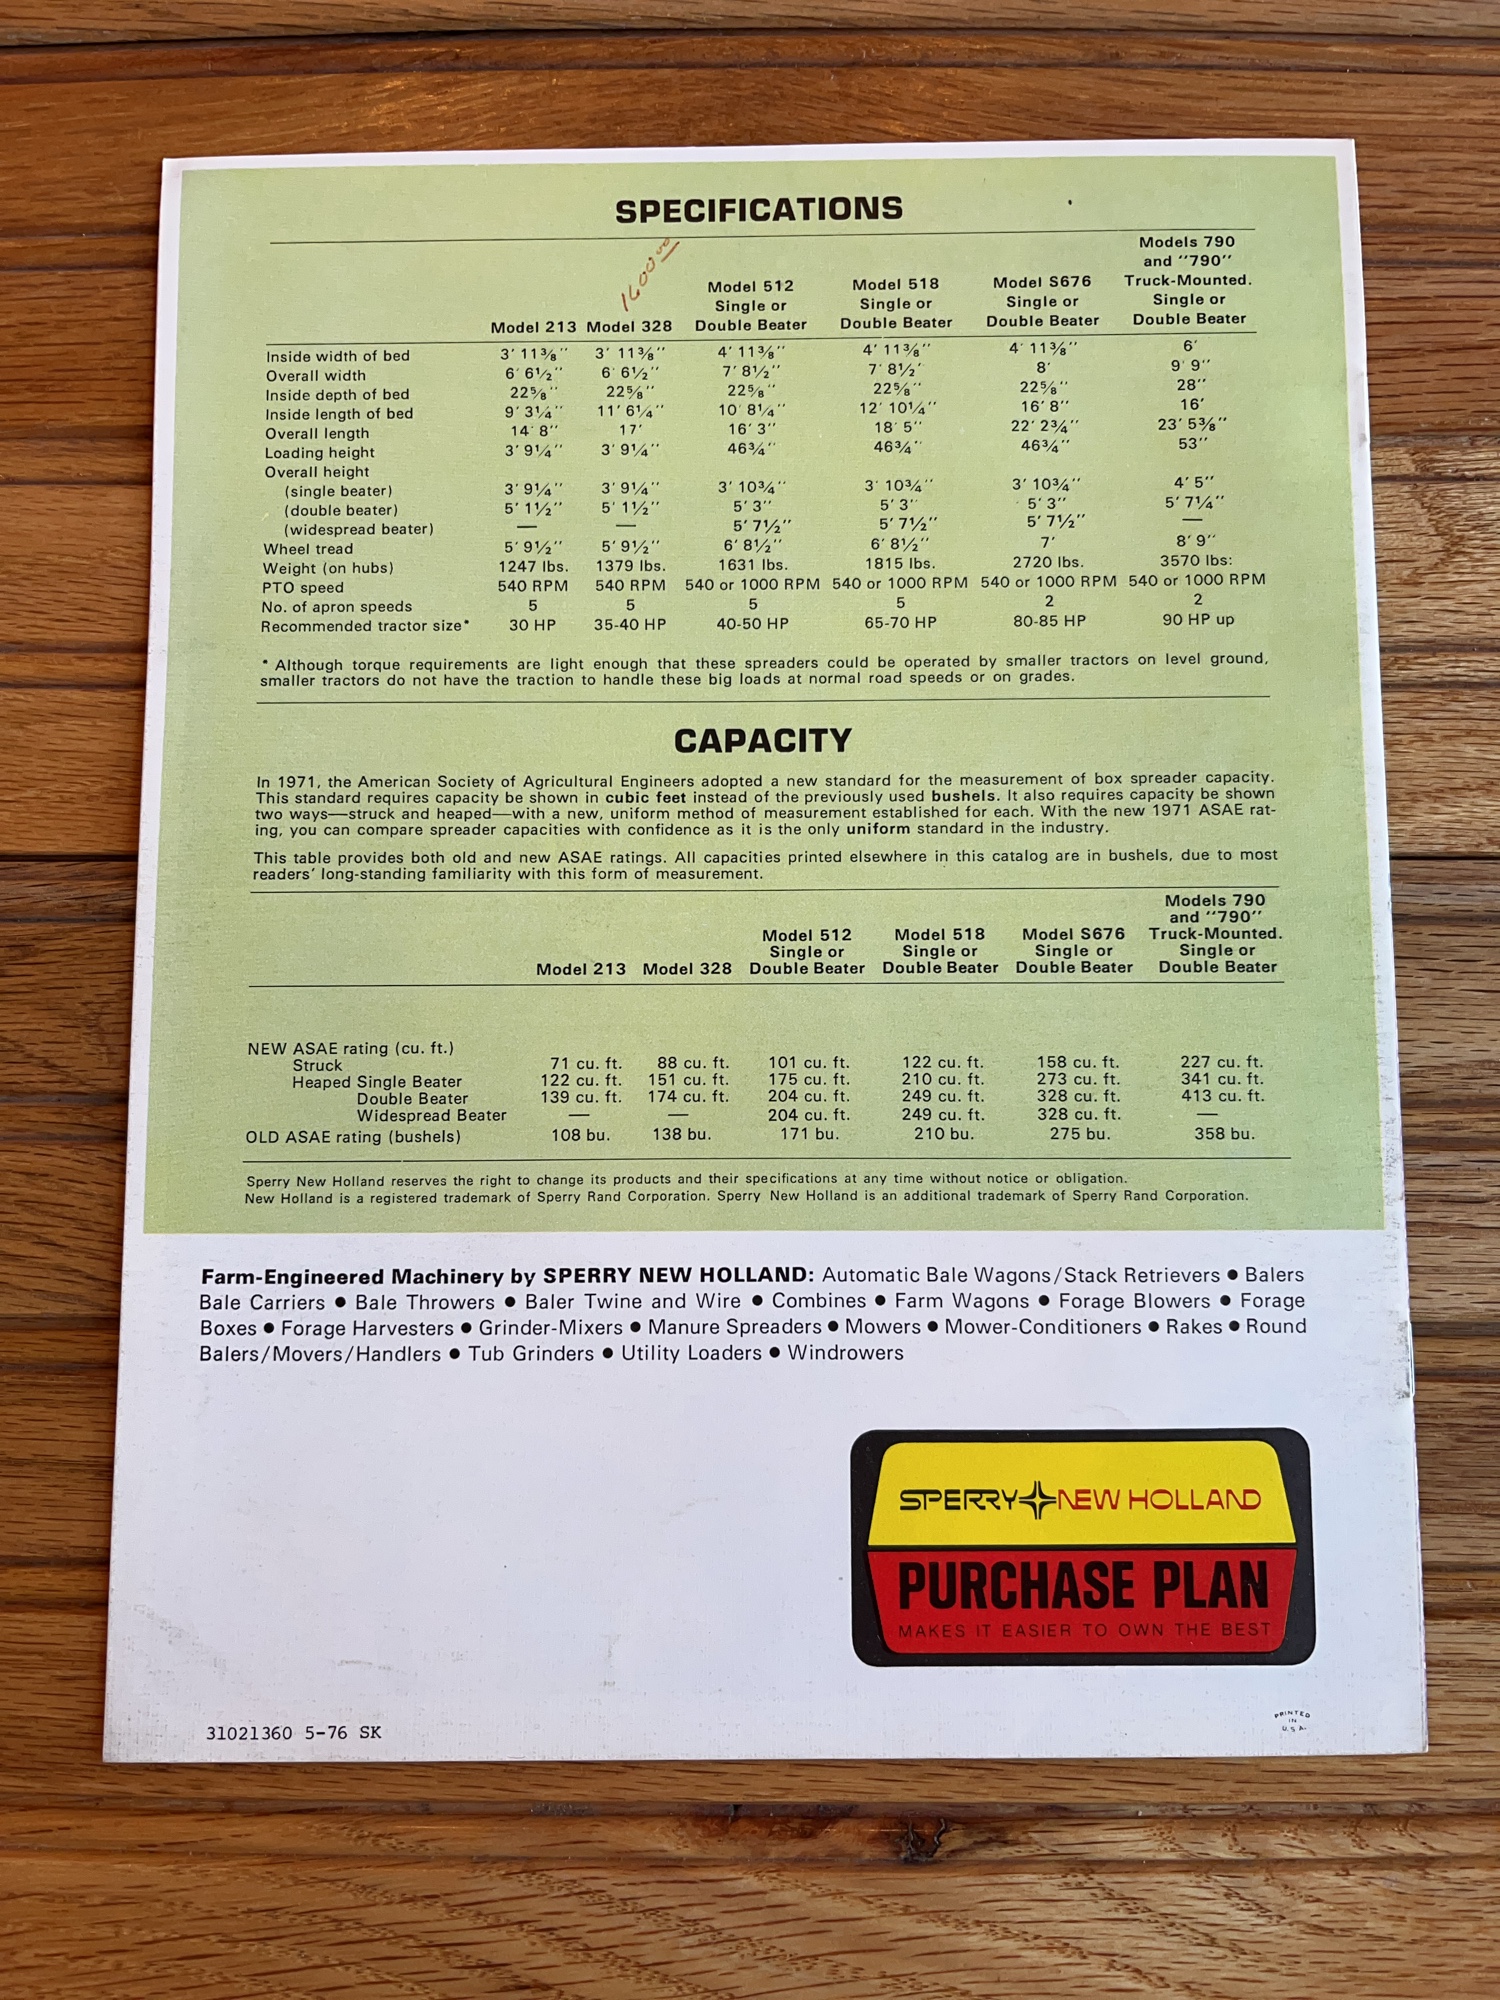 SPECIFICATIONS
1600.00
Model 213 Model 328 Model 512 Single or Double Beater Model 518 Single or Double Beater Model S676 Single or Double Beater Models 790 and "790" Truck-Mounted. Single or Double Beater
Inside width of bed 3' 11⅜'' 3' 11⅜'' 4' 11⅜'' 4' 11⅜'' 4' 11⅜'' 6'
Overall width 6' 6½'' 6' 6½'' 7' 8½'' 7' 8½' 8' 9' 9''
Inside depth of bed 22⅝'' 22⅝'' 22⅝'' 22⅝'' 22⅝'' 28''
Inside length of bed 9' 3¼'' 11' 6¼'' 10' 8¼'' 12' 10¼'' 16' 8'' 16'
Overall length 14' 8'' 17' 16' 3'' 18' 5'' 22' 2¾'' 23' 5⅜''
Loading height 3' 9¼'' 3' 9¼'' 46¾'' 46¾'' 46¾'' 53''
Overall height
(single beater) 3' 9¼'' 3' 9¼'' 3' 10¾'' 3' 10¾'' 3' 10¾'' 4' 5''
(double beater) 5' 1½'' 5' 1½'' 5' 3'' 5' 3'' 5' 3'' 5' 7¼''
(widespread beater) — — 5' 7½'' 5' 7½'' 5' 7½'' —
Wheel tread 5' 9½'' 5' 9½'' 6' 8½'' 6' 8½'' 7' 8' 9''
Weight (on hubs) 1247 lbs. 1379 lbs. 1631 lbs. 1815 lbs. 2720 lbs. 3570 lbs:
PTO speed 540 RPM 540 RPM 540 or 1000 RPM 540 or 1000 RPM 540 or 1000 RPM 540 or 1000 RPM
No. of apron speeds 5 5 5 5 2 2
Recommended tractor size* 30 HP 35-40 HP 40-50 HP 65-70 HP 80-85 HP 90 HP up
* Although torque requirements are light enough that these spreaders could be operated by smaller tractors on level ground,
smaller tractors do not have the traction to handle these big loads at normal road speeds or on grades.
CAPACITY
In 1971, the American Society of Agricultural Engineers adopted a new standard for the measurement of box spreader capacity.
This standard requires capacity be shown in cubic feet instead of the previously used bushels. It also requires capacity be shown
two ways—struck and heaped—with a new, uniform method of measurement established for each. With the new 1971 ASAE rat-
ing, you can compare spreader capacities with confidence as it is the only uniform standard in the industry.
This table provides both old and new ASAE ratings. All capacities printed elsewhere in this catalog are in bushels, due to most
readers' long-standing familiarity with this form of measurement.
Model 213 Model 328 Model 512 Single or Double Beater Model 518 Single or Double Beater Model S676 Single or Double Beater Models 790 and "790" Truck-Mounted. Single or Double Beater
NEW ASAE rating (cu. ft.)
Struck 71 cu. ft. 88 cu. ft. 101 cu. ft. 122 cu. ft. 158 cu. ft. 227 cu. ft.
Heaped Single Beater 122 cu. ft. 151 cu. ft. 175 cu. ft. 210 cu. ft. 273 cu. ft. 341 cu. ft.
Double Beater 139 cu. ft. 174 cu. ft. 204 cu. ft. 249 cu. ft. 328 cu. ft. 413 cu. ft.
Widespread Beater — — 204 cu. ft. 249 cu. ft. 328 cu. ft. —
OLD ASAE rating (bushels) 108 bu. 138 bu. 171 bu. 210 bu. 275 bu. 358 bu.
Sperry New Holland reserves the right to change its products and their specifications at any time without notice or obligation.
New Holland is a registered trademark of Sperry Rand Corporation. Sperry New Holland is an additional trademark of Sperry Rand Corporation.
Farm-Engineered Machinery by SPERRY NEW HOLLAND: Automatic Bale Wagons/Stack Retrievers ● Balers
Bale Carriers ● Bale Throwers ● Baler Twine and Wire ● Combines ● Farm Wagons ● Forage Blowers ● Forage
Boxes ● Forage Harvesters ● Grinder-Mixers ● Manure Spreaders ● Mowers ● Mower-Conditioners ● Rakes ● Round
Balers/Movers/Handlers ● Tub Grinders ● Utility Loaders ● Windrowers
SPERRY NEW HOLLAND
PURCHASE PLAN
MAKES IT EASIER TO OWN THE BEST
31021360 5-76 SK
PRINTED
IN
U.S.A.